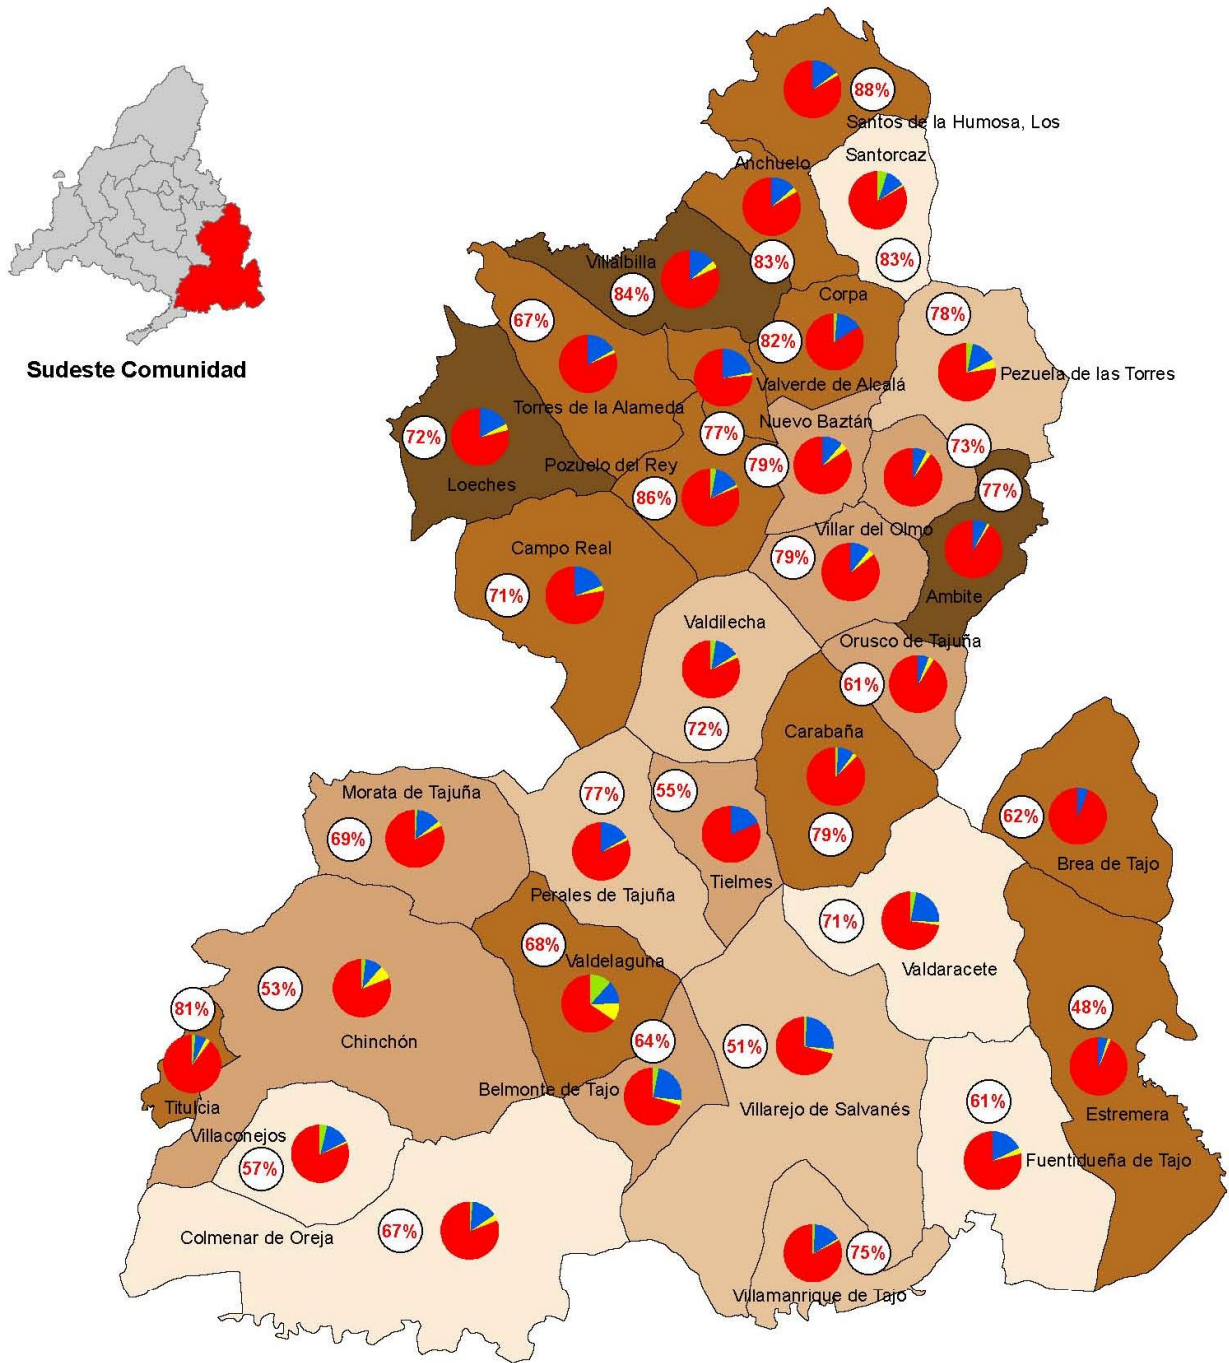 88%
Santos de la Humosa, Los
Anchuelo
Santorcaz
83%
83%
Villalbilla
84%
Corpa
78%
67%
82%
Sudeste Comunidad
Pezuela de las Torres
Valverde de Alcalá
Torres de la Alameda
Nuevo Baztán
72%
77%
73%
Pozuelo del Rey
79%
Loeches
86%
77%
Villar del Olmo
Campo Real
79%
71%
Ambite
Valdilecha
Orusco de Tajuña
61%
72%
Carabaña
Morata de Tajuña
77%
55%
69%
79%
62%
Brea de Tajo
Tielmes
Perales de Tajuña
71%
68%
Valdelaguna
Valdaracete
53%
81%
48%
Chinchón
64%
51%
Belmonte de Tajo
Titulcia
Villarejo de Salvanés
61%
Estremera
Villaconejos
57%
Fuentidueña de Tajo
Colmenar de Oreja
67%
75%
Villamanrique de Tajo